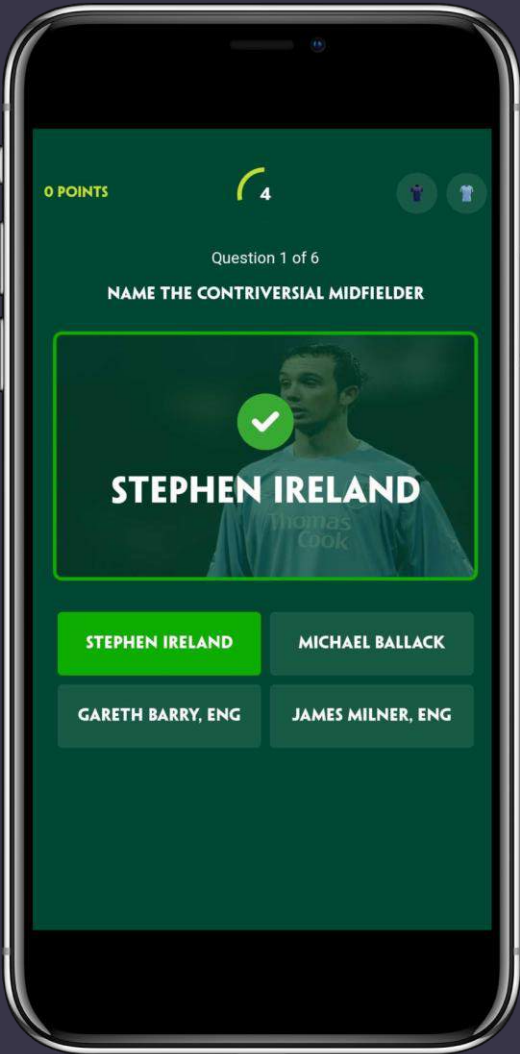 0 POINTS
4
Question 1 of 6
NAME THE CONTRIVERSIAL MIDFIELDER
STEPHEN IRELAND
Thomas
Cook
STEPHEN IRELAND
MICHAEL BALLACK
GARETH BARRY, ENG
JAMES MILNER, ENG